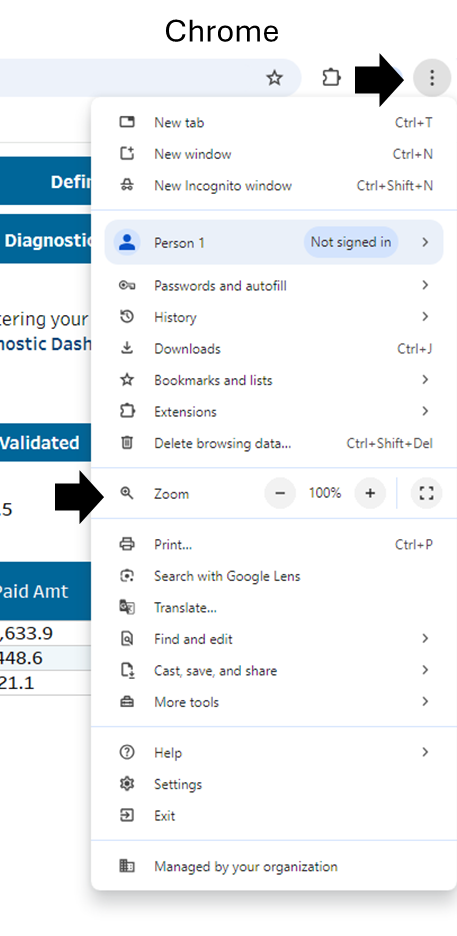 Chrome
New tab Ctrl+T
New window Ctrl+N
New Incognito window Ctrl+Shift+N
Defin
Person 1 Not signed in
Diagnostic
Passwords and autofill
tering your
History
nostic Dash
Downloads Ctrl+J
Bookmarks and lists
Extensions
Validated
Delete browsing data... Ctrl+Shift+Del
Zoom − 100% +
.5
Print... Ctrl+P
Search with Google Lens
Paid Amt
Translate...
,633.9
Find and edit
448.6
Cast, save, and share
21.1
More tools
Help
Settings
Exit
Managed by your organization